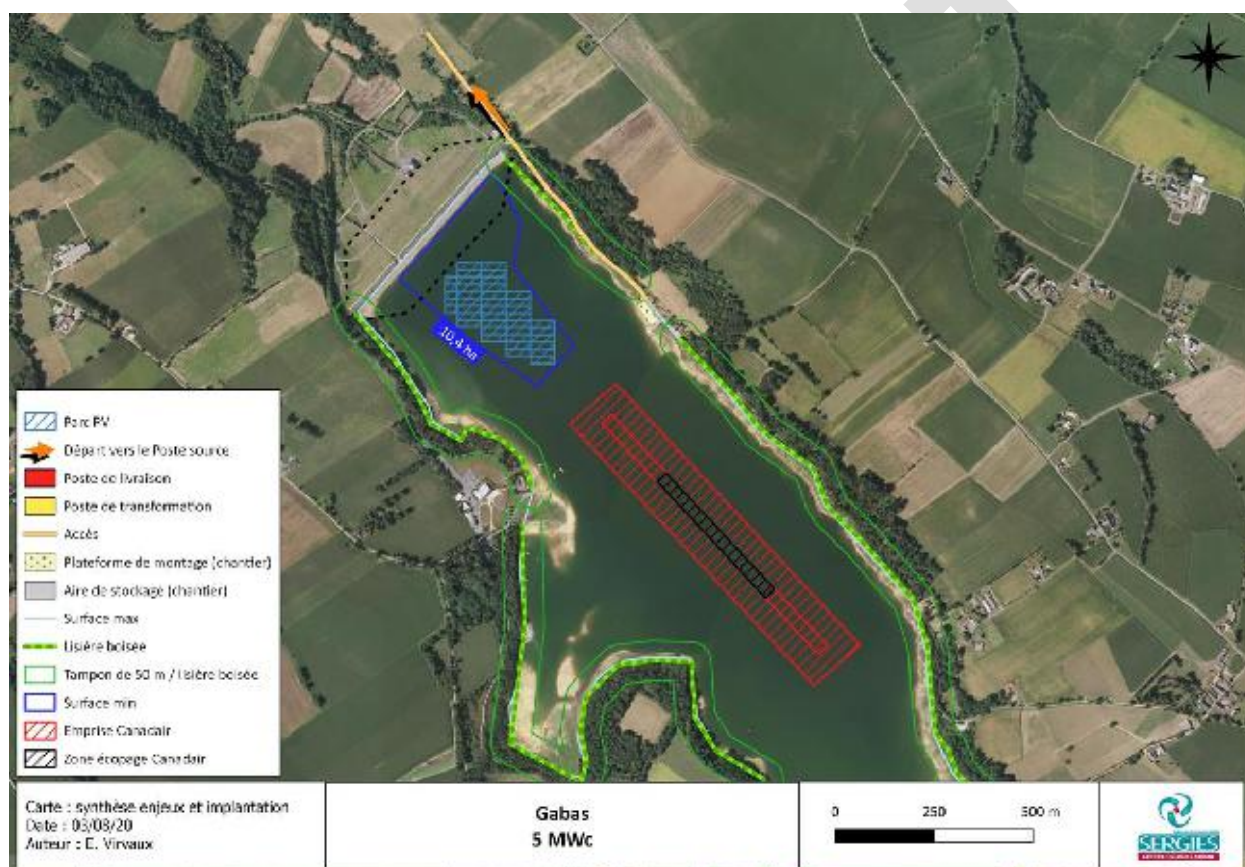 10,4 ha
Parc PV
Départ vers le Poste source
Poste de livraison
Poste de transformation
Accès
Plateforme de montage (chantier)
Aire de stockage (chantier)
Surface max
Lisière boisée
Tampon de 50 m / lisière boisée
Surface min
Emprise Canadair
Zone écopage Canadair
Carte : synthèse enjeux et implantation
Date : 03/08/20
Auteur : E. Virvaux
Gabas
5 MWc
0 250 500 m
SERGIES